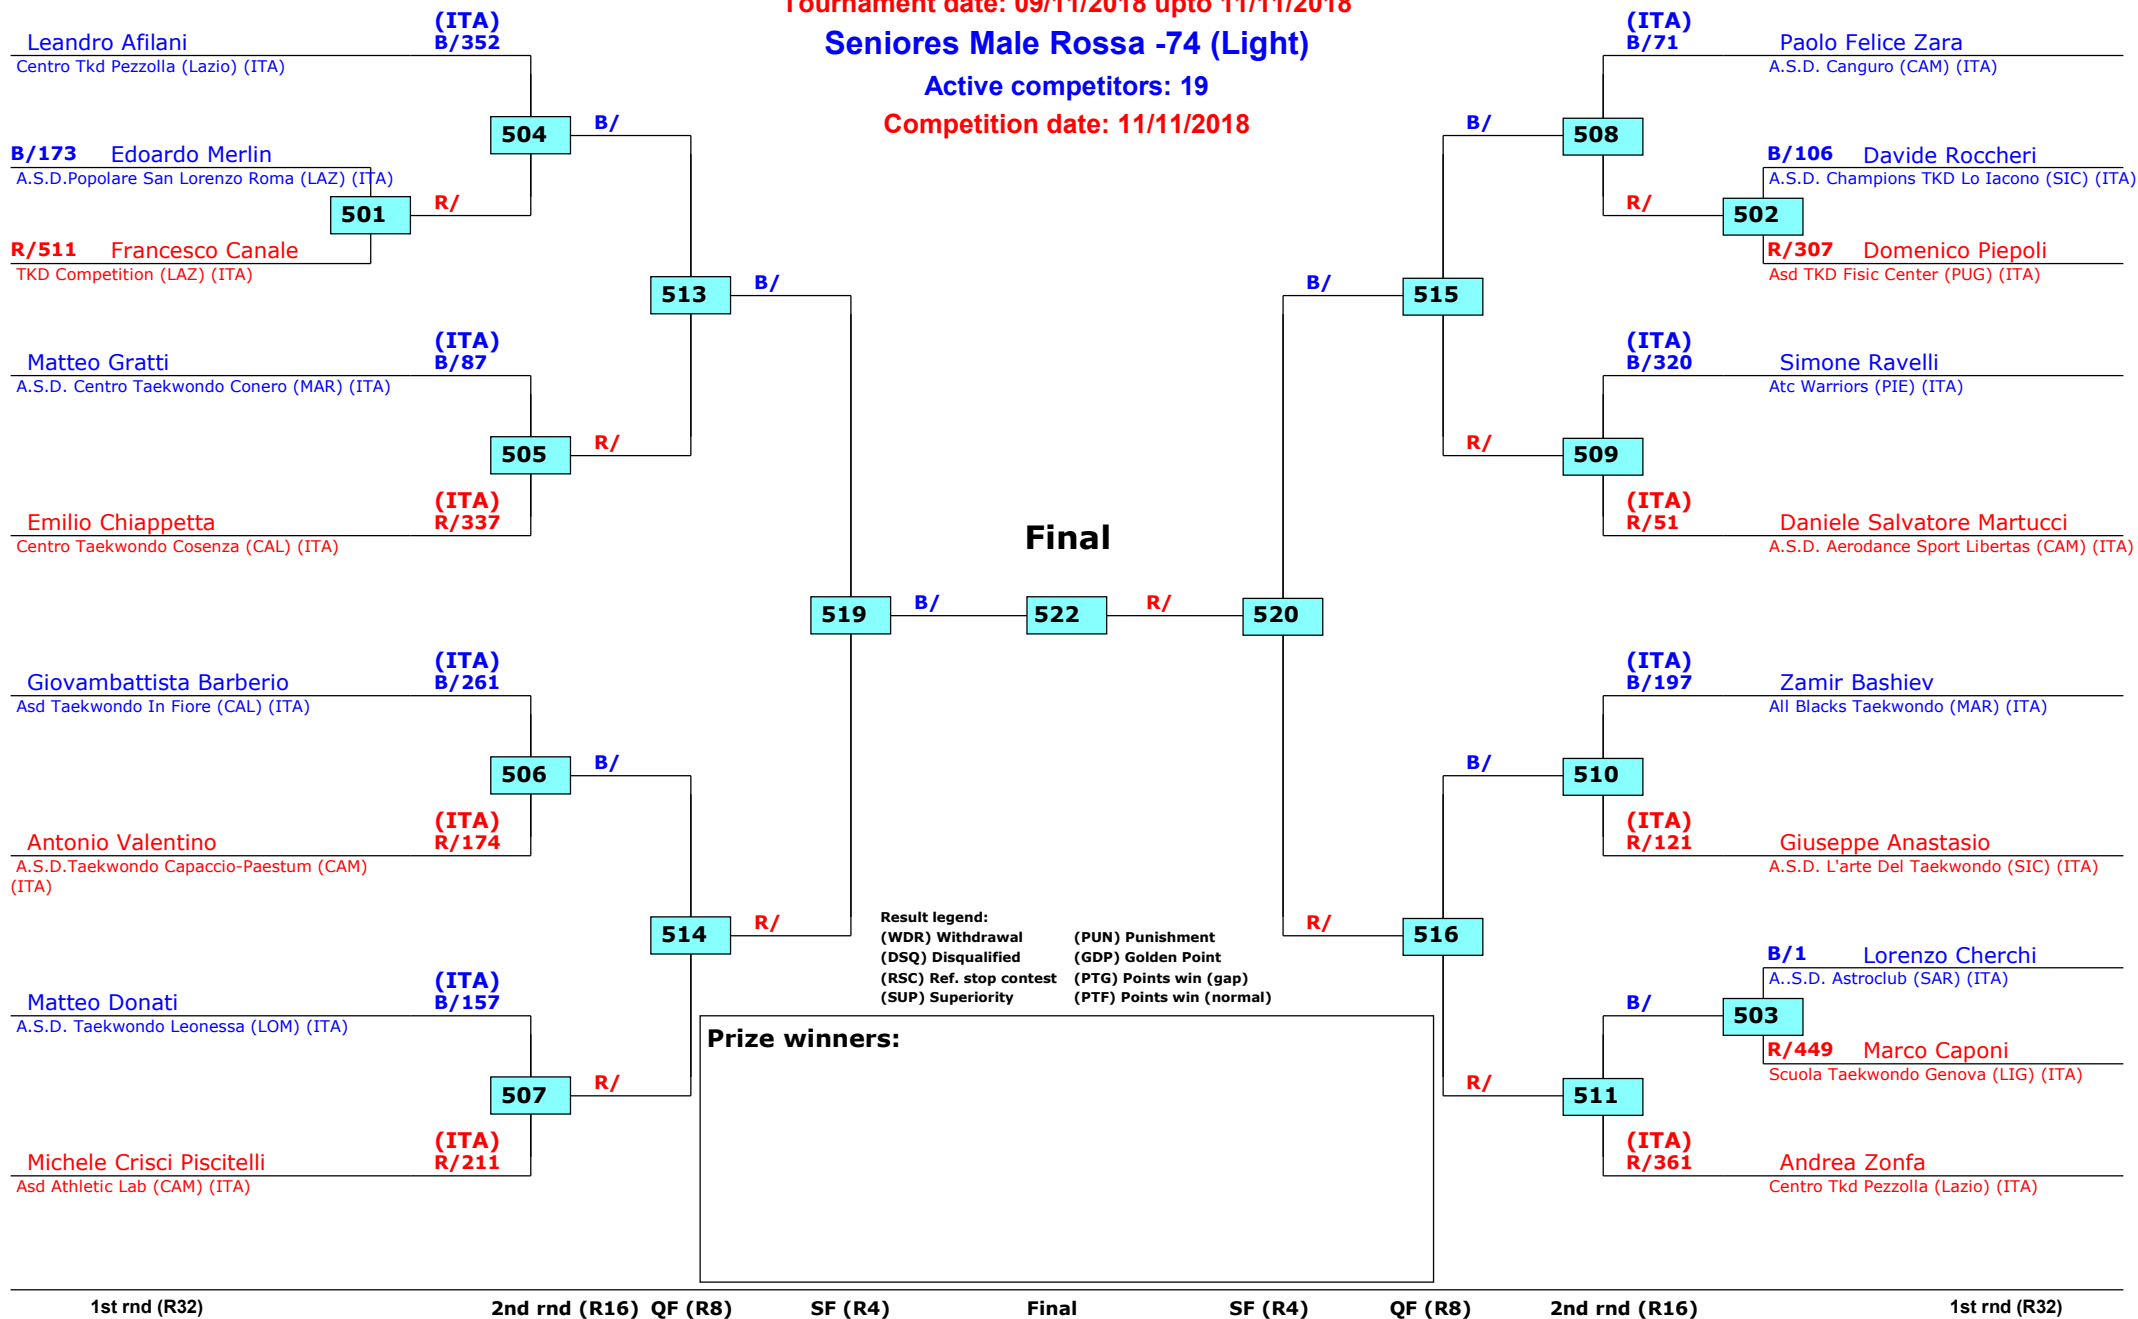 Tournament date: 09/11/2018 upto 11/11/2018
Seniores Male Rossa -74 (Light)
Active competitors: 19
Competition date: 11/11/2018
(ITA)
Leandro Afilani B/352
Centro Tkd Pezzolla (Lazio) (ITA)
504 B/
B/173 Edoardo Merlin
A.S.D.Popolare San Lorenzo Roma (LAZ) (ITA)
501 R/
R/511 Francesco Canale
TKD Competition (LAZ) (ITA)
513 B/
(ITA)
Matteo Gratti B/87
A.S.D. Centro Taekwondo Conero (MAR) (ITA)
505 R/
(ITA)
Emilio Chiappetta R/337
Centro Taekwondo Cosenza (CAL) (ITA)
(ITA)
Giovambattista Barberio B/261
Asd Taekwondo In Fiore (CAL) (ITA)
506 B/
(ITA)
Antonio Valentino R/174
A.S.D.Taekwondo Capaccio-Paestum (CAM)
(ITA)
514 R/
(ITA)
Matteo Donati B/157
A.S.D. Taekwondo Leonessa (LOM) (ITA)
507 R/
(ITA)
Michele Crisci Piscitelli R/211
Asd Athletic Lab (CAM) (ITA)
Final
519 B/ 522 R/ 520
(ITA)
B/71 Paolo Felice Zara
A.S.D. Canguro (CAM) (ITA)
B/ 508
B/106 Davide Roccheri
A.S.D. Champions TKD Lo Iacono (SIC) (ITA)
R/ 502
R/307 Domenico Piepoli
Asd TKD Fisic Center (PUG) (ITA)
B/ 515
(ITA)
B/320 Simone Ravelli
Atc Warriors (PIE) (ITA)
R/ 509
(ITA)
R/51 Daniele Salvatore Martucci
A.S.D. Aerodance Sport Libertas (CAM) (ITA)
(ITA)
B/197 Zamir Bashiev
All Blacks Taekwondo (MAR) (ITA)
B/ 510
(ITA)
R/121 Giuseppe Anastasio
A.S.D. L'arte Del Taekwondo (SIC) (ITA)
R/ 516
B/1 Lorenzo Cherchi
A..S.D. Astroclub (SAR) (ITA)
B/ 503
R/449 Marco Caponi
Scuola Taekwondo Genova (LIG) (ITA)
R/ 511
(ITA)
R/361 Andrea Zonfa
Centro Tkd Pezzolla (Lazio) (ITA)
Result legend:
(WDR) Withdrawal (PUN) Punishment
(DSQ) Disqualified (GDP) Golden Point
(RSC) Ref. stop contest (PTG) Points win (gap)
(SUP) Superiority (PTF) Points win (normal)
Prize winners:
1st rnd (R32) 2nd rnd (R16) QF (R8) SF (R4) Final SF (R4) QF (R8) 2nd rnd (R16) 1st rnd (R32)